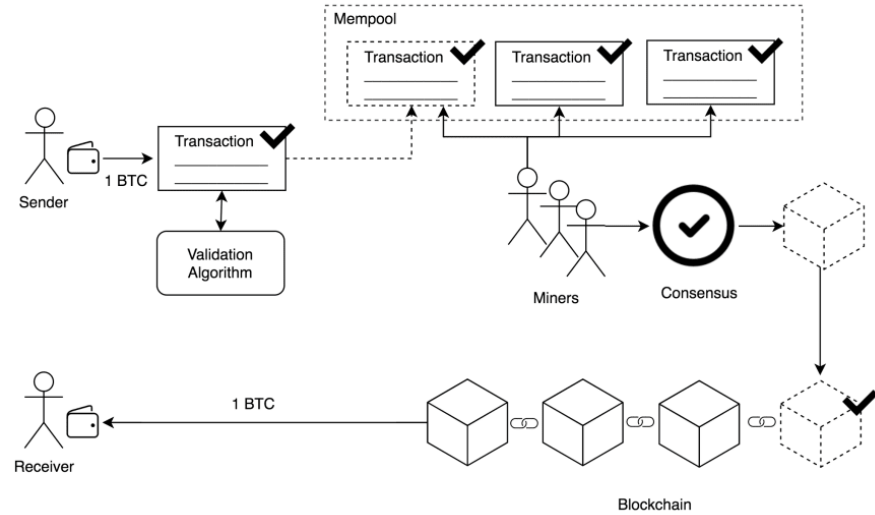 Mempool
Transaction
Transaction
Transaction
Transaction
1 BTC
Sender
Validation
Algorithm
Miners
Consensus
1 BTC
Receiver
Blockchain